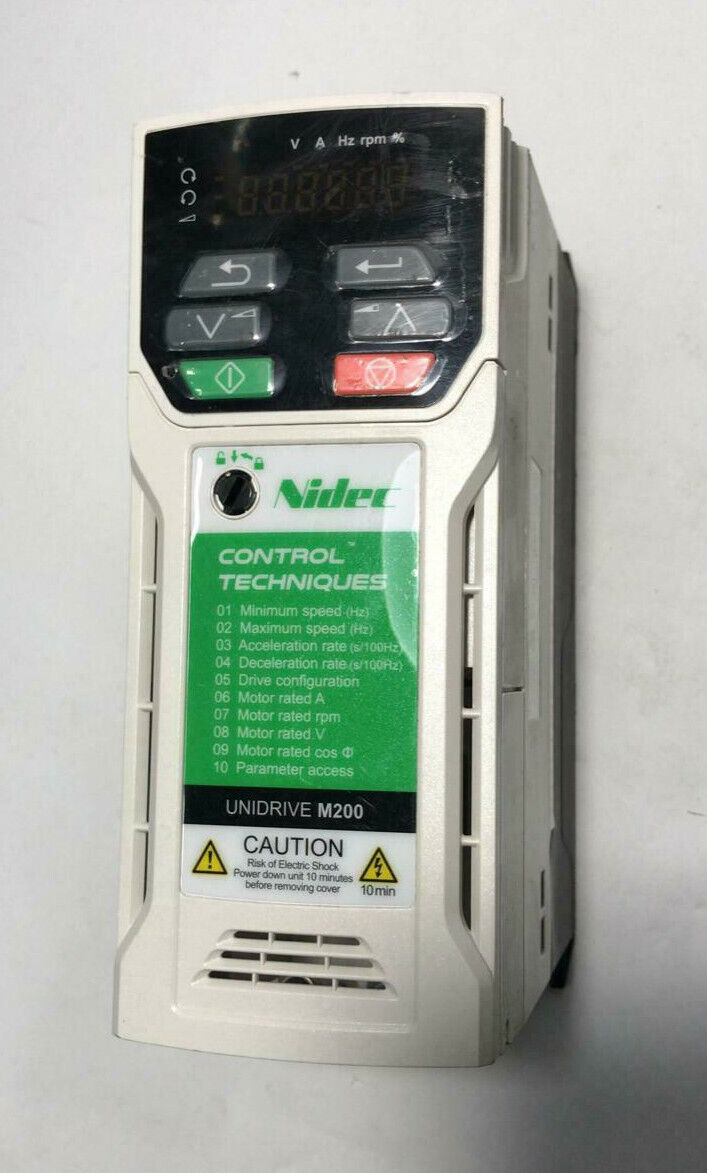 V A Hz rpm %
Nidec
CONTROL
TECHNIQUES™
01 Minimum speed (Hz)
02 Maximum speed (Hz)
03 Acceleration rate (s/100Hz)
04 Deceleration rate (s/100Hz)
05 Drive configuration
06 Motor rated A
07 Motor rated rpm
08 Motor rated V
09 Motor rated cos Φ
10 Parameter access
UNIDRIVE M200
CAUTION
Risk of Electric Shock
Power down unit 10 minutes
before removing cover
10min